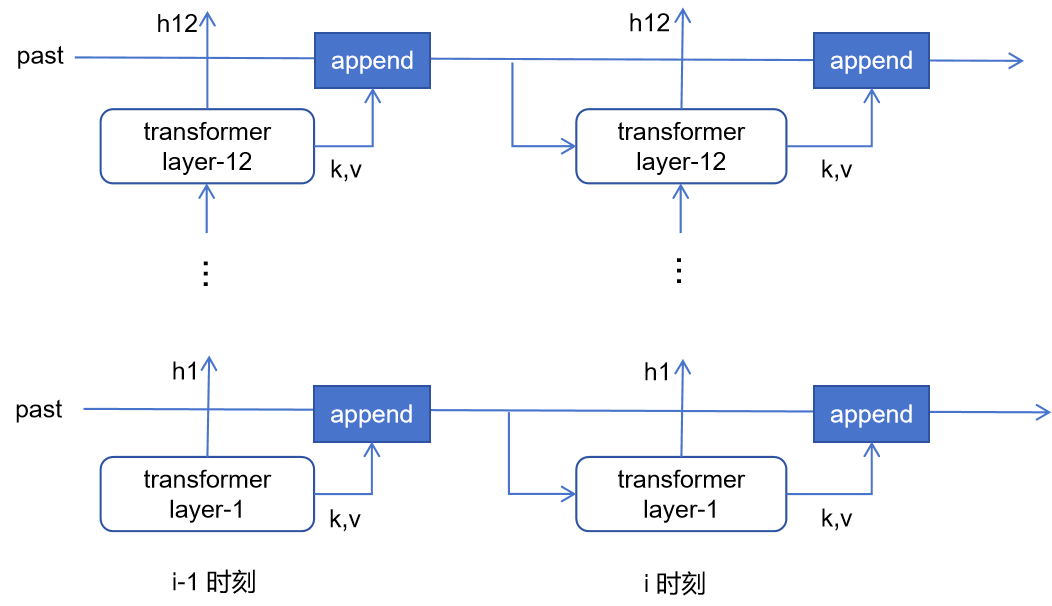 h12
h12
past
append
append
transformer
layer-12
transformer
layer-12
k,v
k,v
...
...
h1
h1
past
append
append
transformer
layer-1
transformer
layer-1
k,v
k,v
i-1 时刻
i 时刻